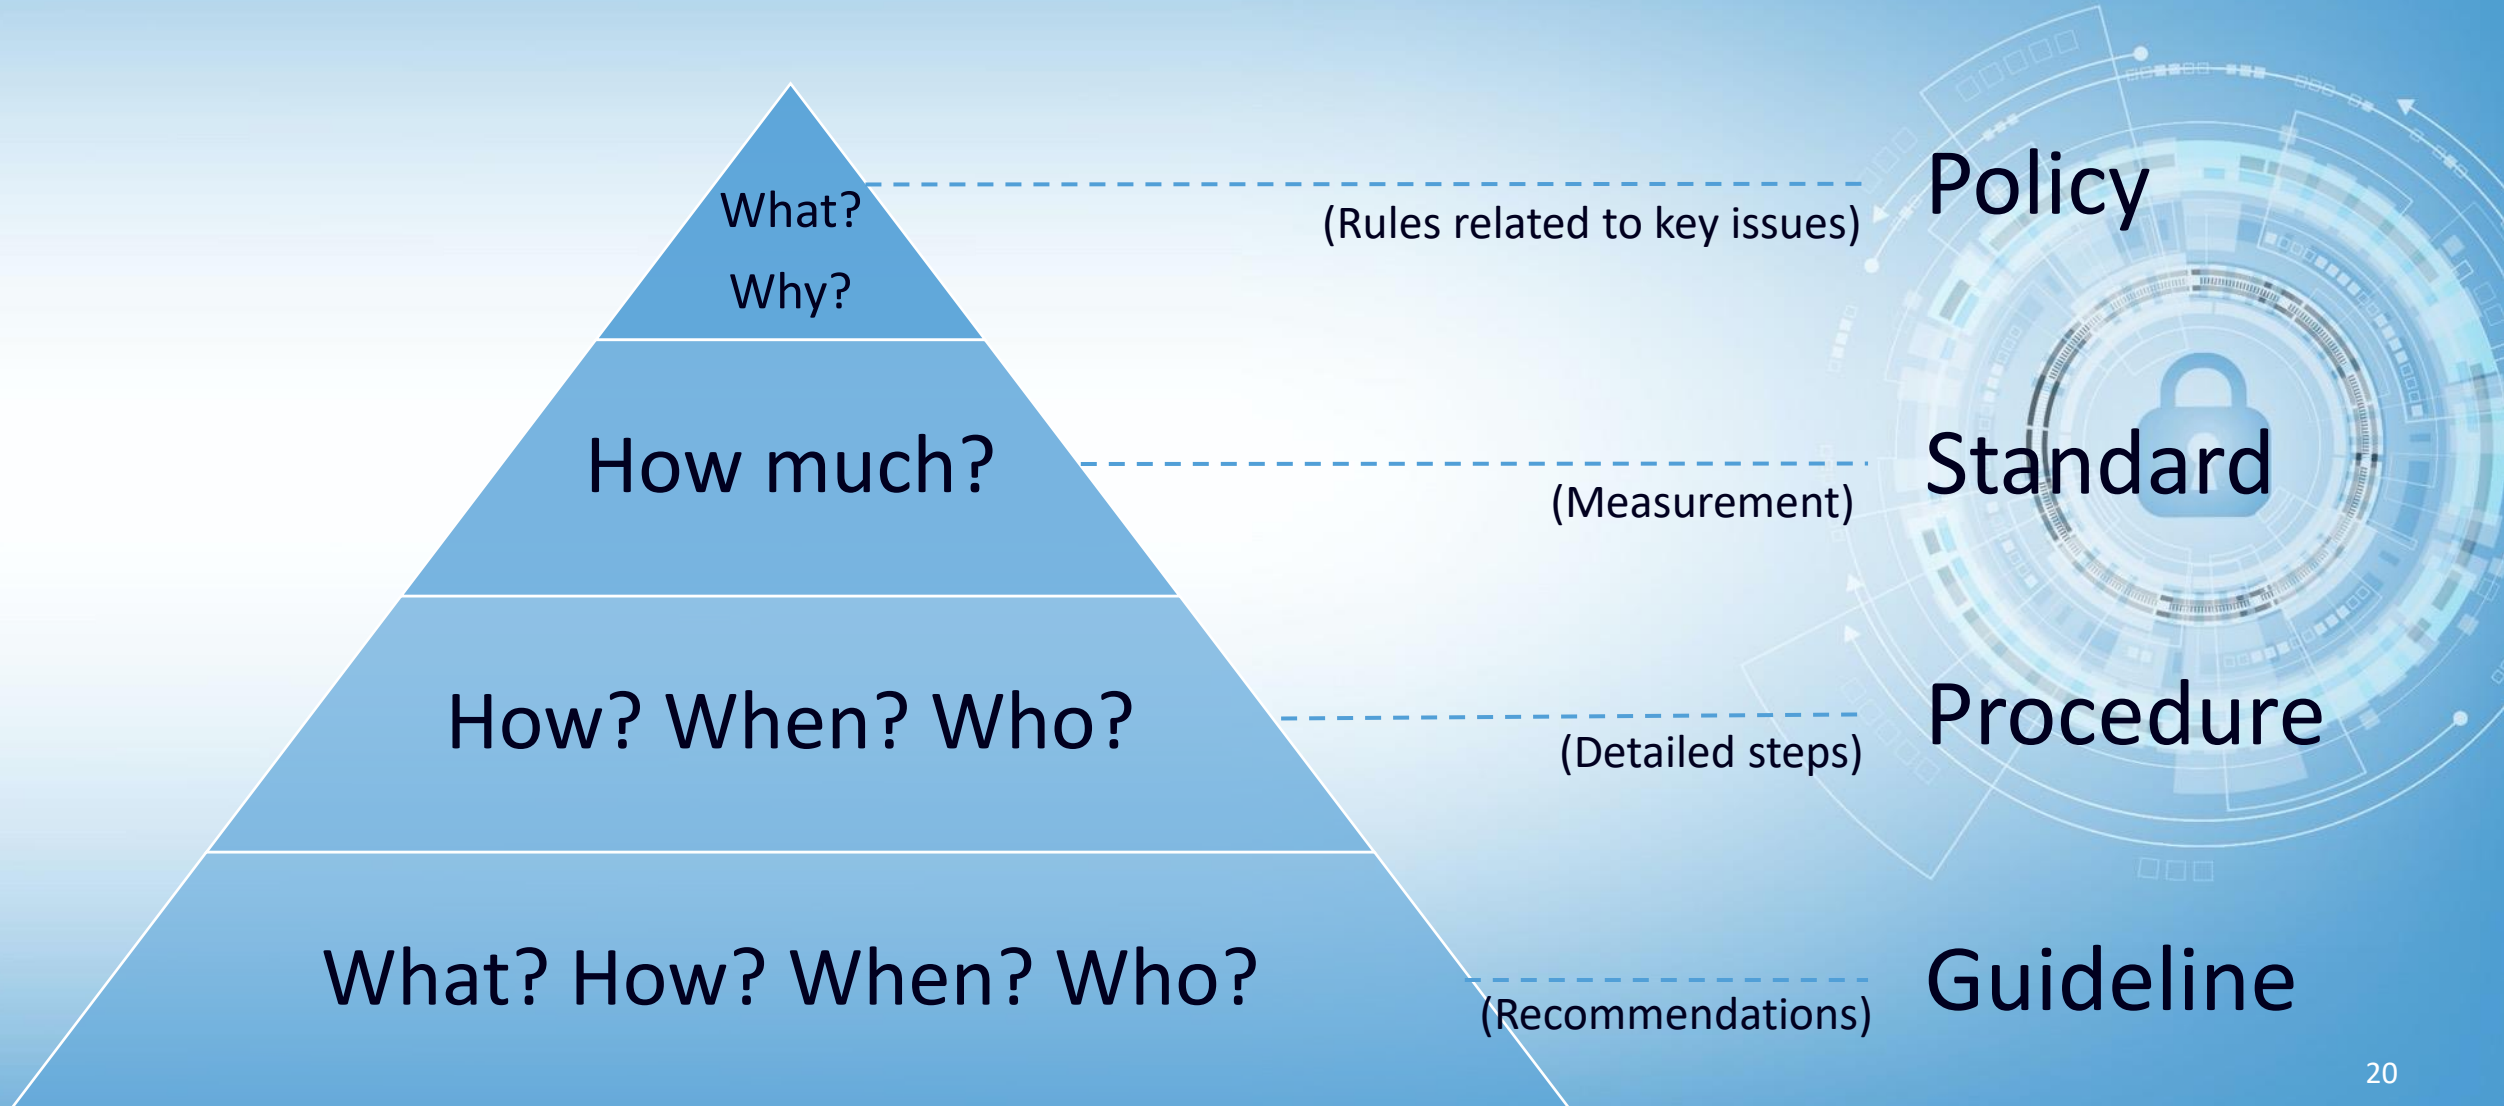 What?
Why?
Policy
(Rules related to key issues)
How much?
Standard
(Measurement)
How? When? Who?
Procedure
(Detailed steps)
What? How? When? Who?
Guideline
(Recommendations)
20